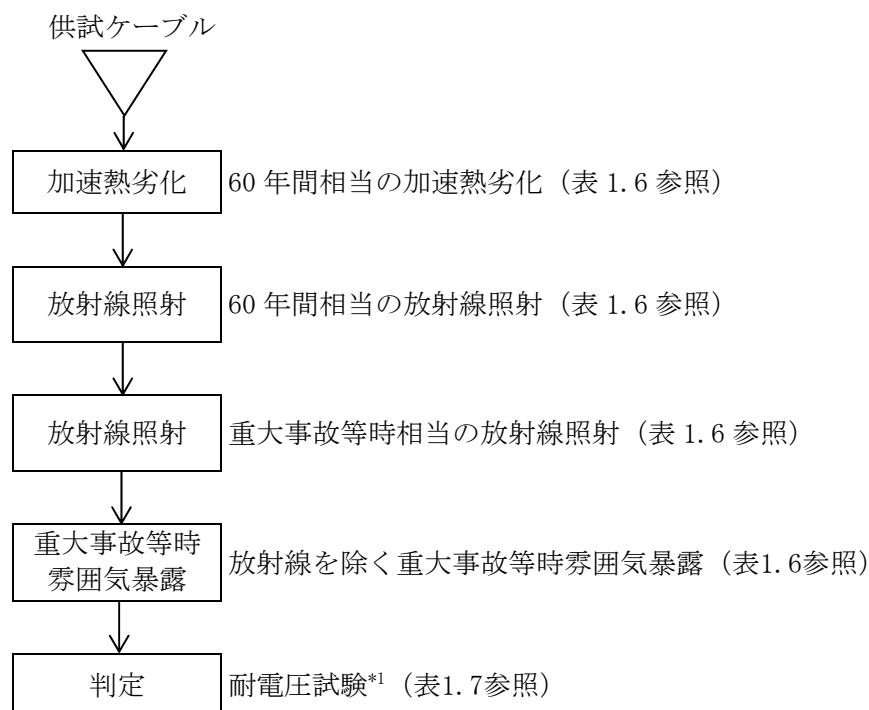 供試ケーブル
加速熱劣化 60 年間相当の加速熱劣化（表 1.6 参照）
放射線照射 60 年間相当の放射線照射（表 1.6 参照）
放射線照射 重大事故等時相当の放射線照射（表 1.6 参照）
重大事故等時
雰囲気暴露 放射線を除く重大事故等時雰囲気暴露（表1.6参照）
判定 耐電圧試験*1（表1.7参照）